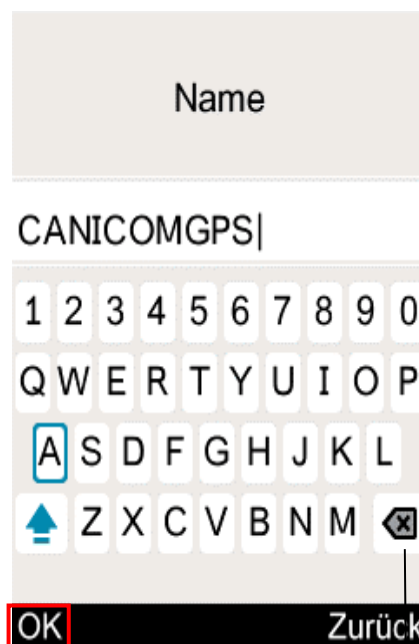 Name
CANICOMGPS
1 2 3 4 5 6 7 8 9 0
Q W E R T Y U I O P
A S D F G H J K L
Z X C V B N M
OK Zurück